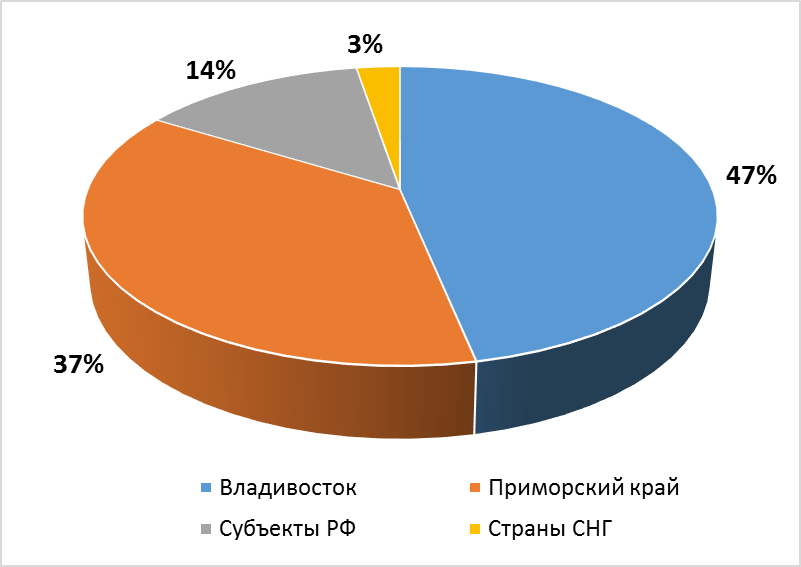 3%
14%
47%
37%
Владивосток
Приморский край
Субъекты РФ
Страны СНГ